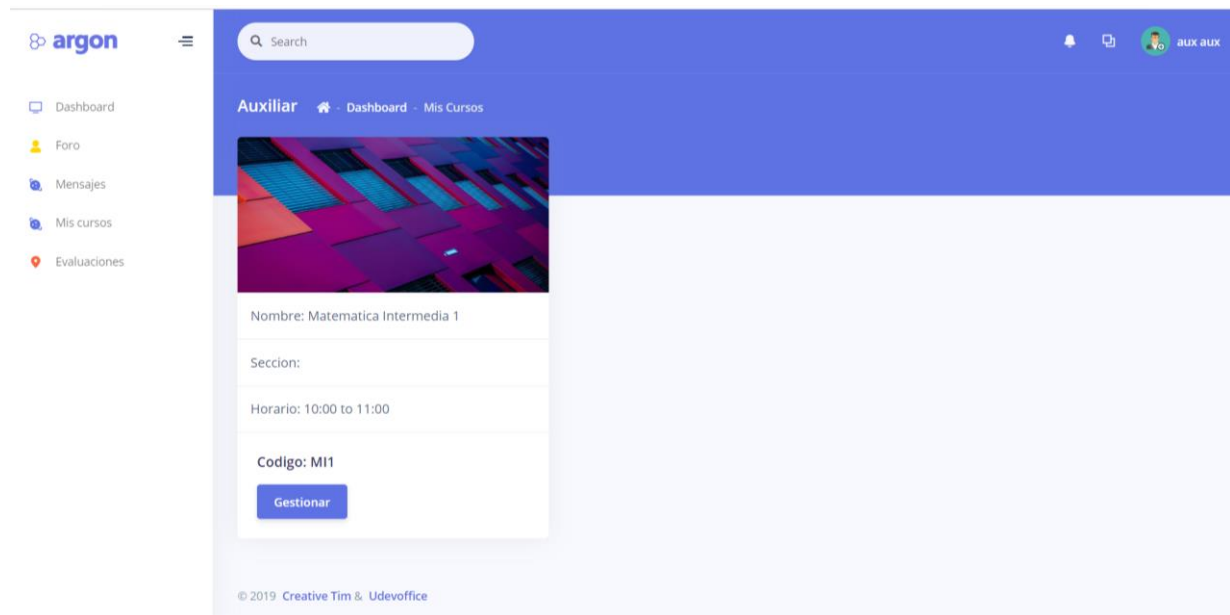 argon
Search
aux aux
Dashboard
Foro
Mensajes
Mis cursos
Evaluaciones
Auxiliar - Dashboard - Mis Cursos
Nombre: Matematica Intermedia 1
Seccion:
Horario: 10:00 to 11:00
Codigo: MI1
Gestionar
© 2019 Creative Tim & Udevoffice